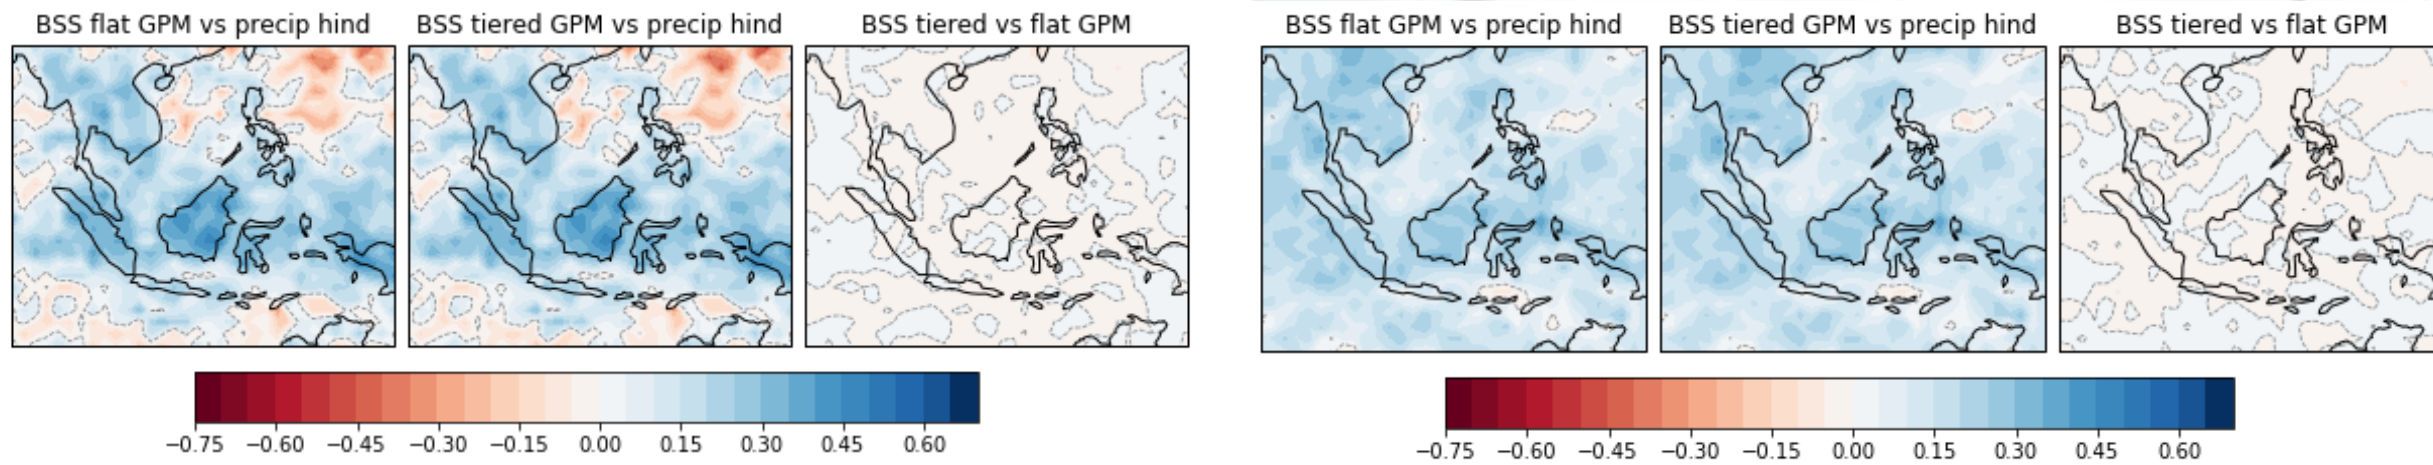 BSS flat GPM vs precip hind
BSS tiered GPM vs precip hind
BSS tiered vs flat GPM
−0.75 −0.60 −0.45 −0.30 −0.15 0.00 0.15 0.30 0.45 0.60
BSS flat GPM vs precip hind
BSS tiered GPM vs precip hind
BSS tiered vs flat GPM
−0.75 −0.60 −0.45 −0.30 −0.15 0.00 0.15 0.30 0.45 0.60